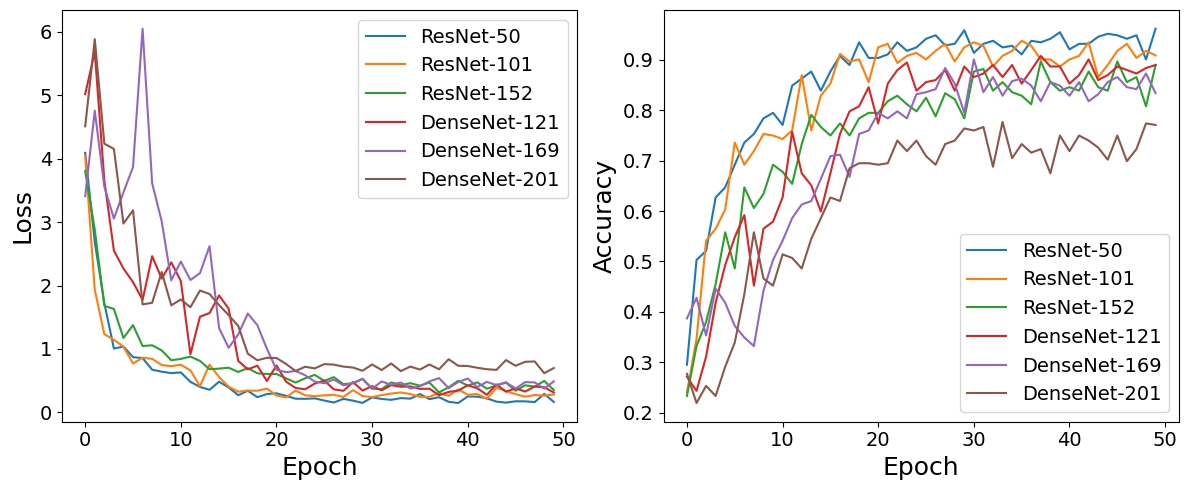 6
5
4
3
2
1
0
Loss
0
10
20
30
40
50
Epoch
ResNet-50
ResNet-101
ResNet-152
DenseNet-121
DenseNet-169
DenseNet-201
0.9
0.8
0.7
0.6
0.5
0.4
0.3
0.2
Accuracy
0
10
20
30
40
50
Epoch
ResNet-50
ResNet-101
ResNet-152
DenseNet-121
DenseNet-169
DenseNet-201